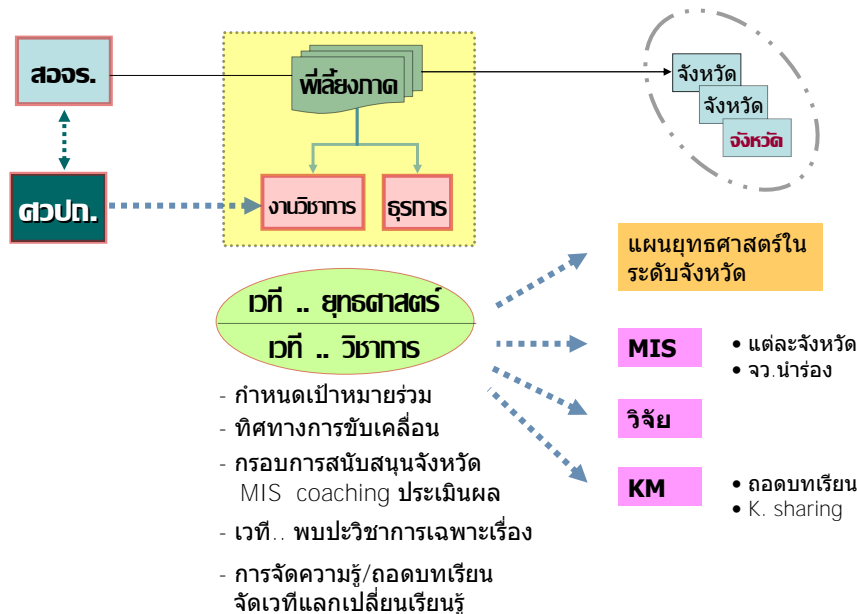 สอจร.
พี่เลี้ยงภาค
จังหวัด
จังหวัด
จังหวัด
ศวปถ.
งานวิชาการ
ธุรการ
แผนยุทธศาสตร์ใน
ระดับจังหวัด
เวที .. ยุทธศาสตร์
เวที .. วิชาการ
MIS
• แต่ละจังหวัด
• จว.นำร่อง
วิจัย
KM
• ถอดบทเรียน
• K. sharing
- กำหนดเป้าหมายร่วม
- ทิศทางการขับเคลื่อน
- กรอบการสนับสนุนจังหวัด
MIS coaching ประเมินผล
- เวที.. พบปะวิชาการเฉพาะเรื่อง
- การจัดความรู้/ถอดบทเรียน
จัดเวทีแลกเปลี่ยนเรียนรู้